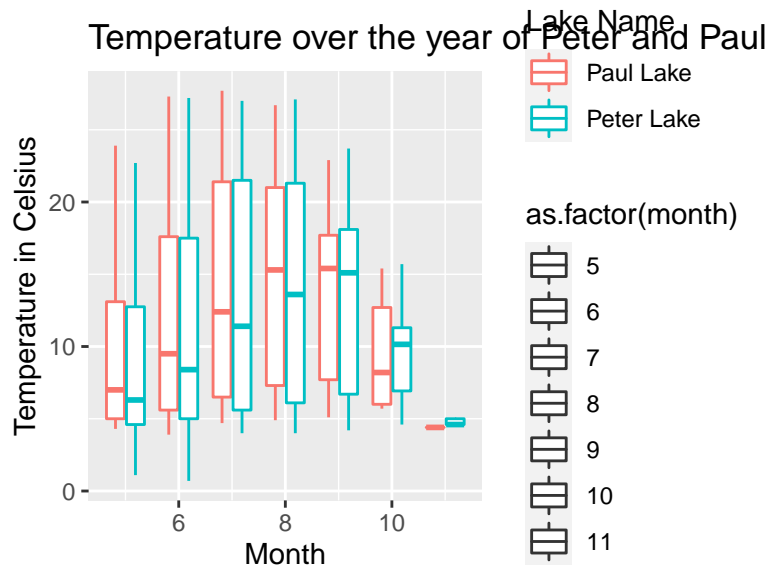 Temperature over the year of Peter and Paul
Lake Name
Paul Lake
Peter Lake
as.factor(month)
5
6
7
8
9
10
11
Temperature in Celsius
20
10
0
6
8
10
Month